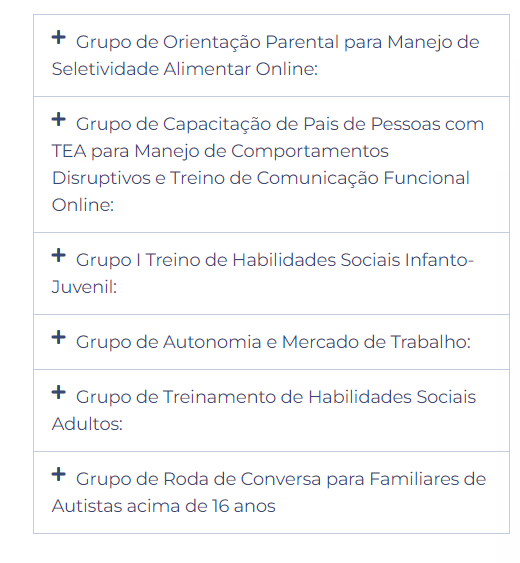 Grupo de Orientação Parental para Manejo de
Seletividade Alimentar Online:
Grupo de Capacitação de Pais de Pessoas com
TEA para Manejo de Comportamentos
Disruptivos e Treino de Comunicação Funcional
Online:
Grupo I Treino de Habilidades Sociais Infanto-
Juvenil:
Grupo de Autonomia e Mercado de Trabalho:
Grupo de Treinamento de Habilidades Sociais
Adultos:
Grupo de Roda de Conversa para Familiares de
Autistas acima de 16 anos